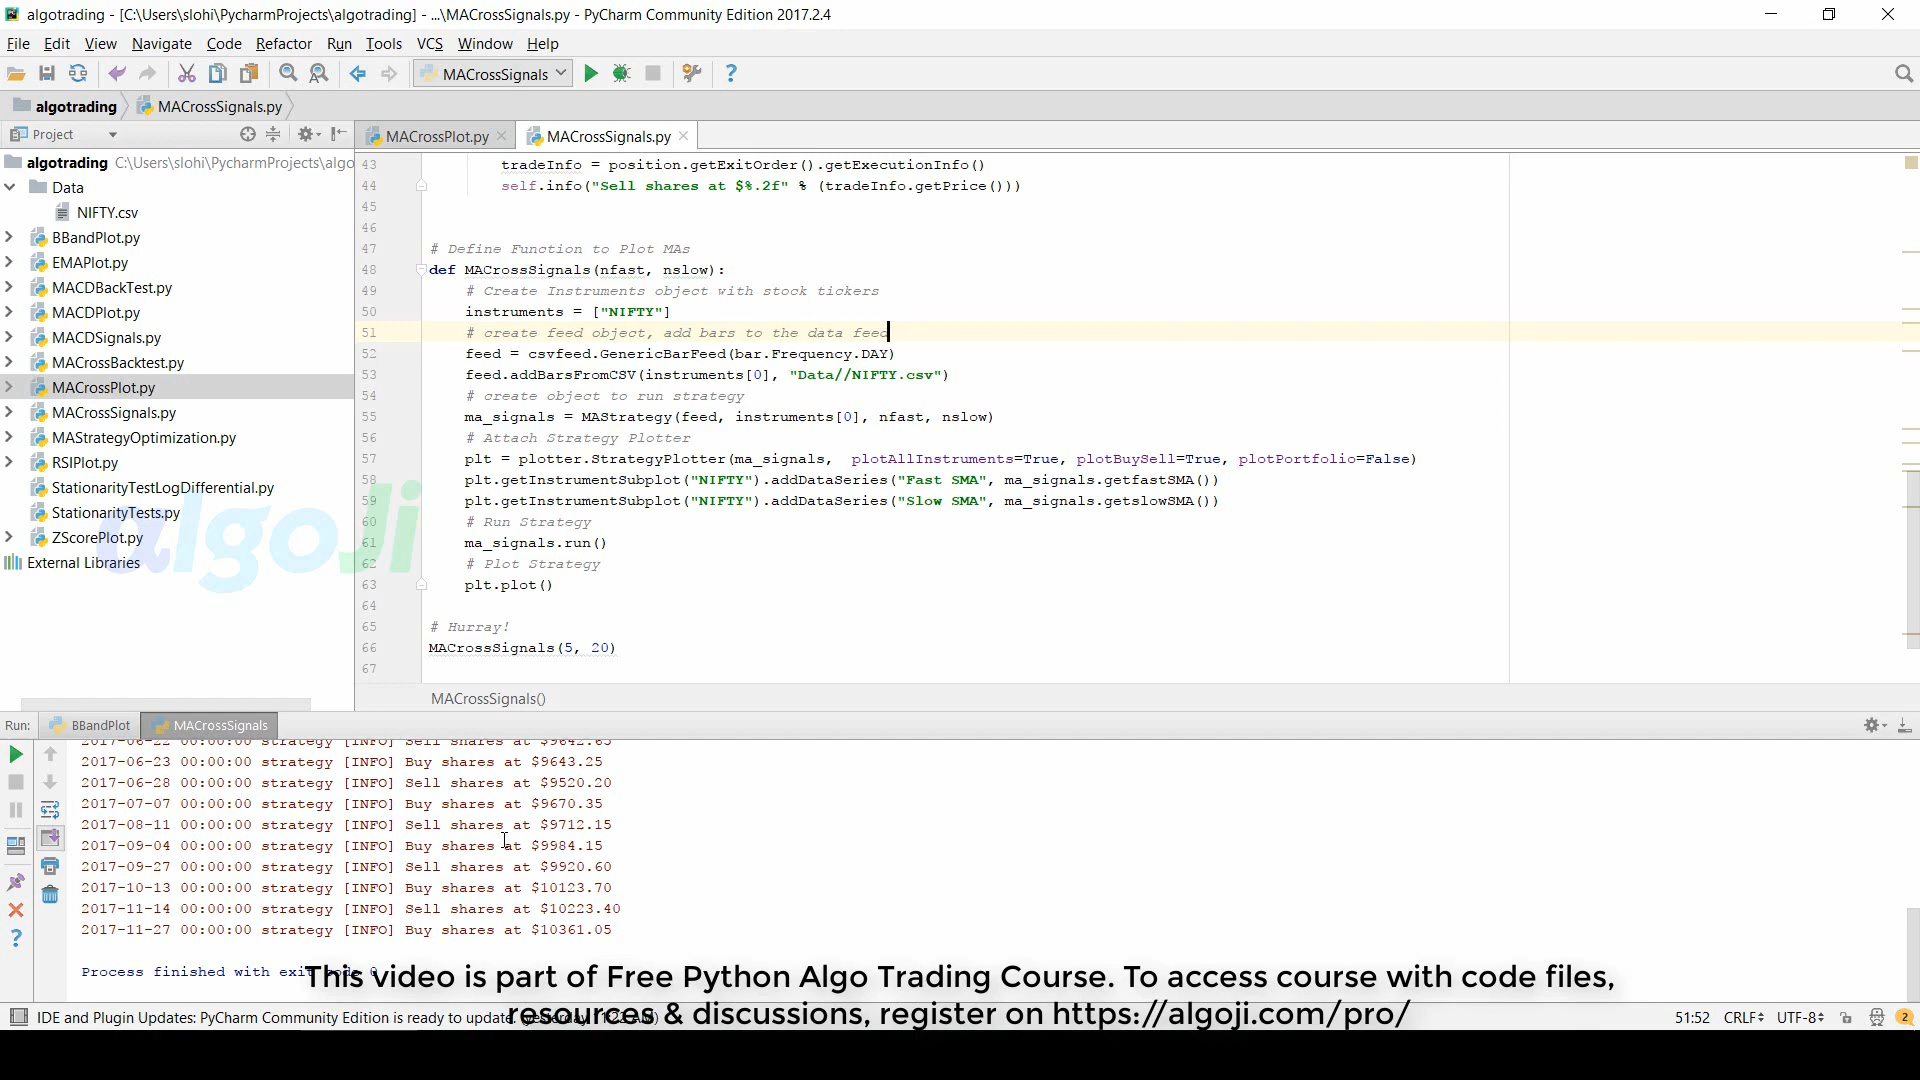 algotrading - [C:\Users\slohi\PycharmProjects\algotrading] - ...\MACrossSignals.py - PyCharm Community Edition 2017.2.4
File Edit View Navigate Code Refactor Run Tools VCS Window Help
MACrossSignals
algotrading MACrossSignals.py
Project
MACrossPlot.py
MACrossSignals.py
algotrading C:\Users\slohi\PycharmProjects\algo
Data
NIFTY.csv
BBandPlot.py
EMAPlot.py
MACDBackTest.py
MACDPlot.py
MACDSignals.py
MACrossBacktest.py
MACrossPlot.py
MACrossSignals.py
MAStrategyOptimization.py
RSIPlot.py
StationarityTestLogDifferential.py
StationarityTests.py
ZScorePlot.py
External Libraries
algoJi
43 tradeInfo = position.getExitOrder().getExecutionInfo()
44 self.info("Sell shares at $%.2f" % (tradeInfo.getPrice()))
45
46
47 # Define Function to Plot MAs
48 def MACrossSignals(nfast, nslow):
49 # Create Instruments object with stock tickers
50 instruments = ["NIFTY"]
51 # create feed object, add bars to the data feed
52 feed = csvfeed.GenericBarFeed(bar.Frequency.DAY)
53 feed.addBarsFromCSV(instruments[0], "Data//NIFTY.csv")
54 # create object to run strategy
55 ma_signals = MAStrategy(feed, instruments[0], nfast, nslow)
56 # Attach Strategy Plotter
57 plt = plotter.StrategyPlotter(ma_signals, plotAllInstruments=True, plotBuySell=True, plotPortfolio=False)
58 plt.getInstrumentSubplot("NIFTY").addDataSeries("Fast SMA", ma_signals.getfastSMA())
59 plt.getInstrumentSubplot("NIFTY").addDataSeries("Slow SMA", ma_signals.getslowSMA())
60 # Run Strategy
61 ma_signals.run()
62 # Plot Strategy
63 plt.plot()
64
65 # Hurray!
66 MACrossSignals(5, 20)
67
MACrossSignals()
Run: BBandPlot MACrossSignals
2017-06-22 00:00:00 strategy [INFO] Sell shares at $9642.65
2017-06-23 00:00:00 strategy [INFO] Buy shares at $9643.25
2017-06-28 00:00:00 strategy [INFO] Sell shares at $9520.20
2017-07-07 00:00:00 strategy [INFO] Buy shares at $9670.35
2017-08-11 00:00:00 strategy [INFO] Sell shares at $9712.15
2017-09-04 00:00:00 strategy [INFO] Buy shares at $9984.15
2017-09-27 00:00:00 strategy [INFO] Sell shares at $9920.60
2017-10-13 00:00:00 strategy [INFO] Buy shares at $10123.70
2017-11-14 00:00:00 strategy [INFO] Sell shares at $10223.40
2017-11-27 00:00:00 strategy [INFO] Buy shares at $10361.05
Process finished with exit code 0
This video is part of Free Python Algo Trading Course. To access course with code files,
resources & discussions, register on https://algoji.com/pro/
IDE and Plugin Updates: PyCharm Community Edition is ready to update.
51:52 CRLF UTF-8 2